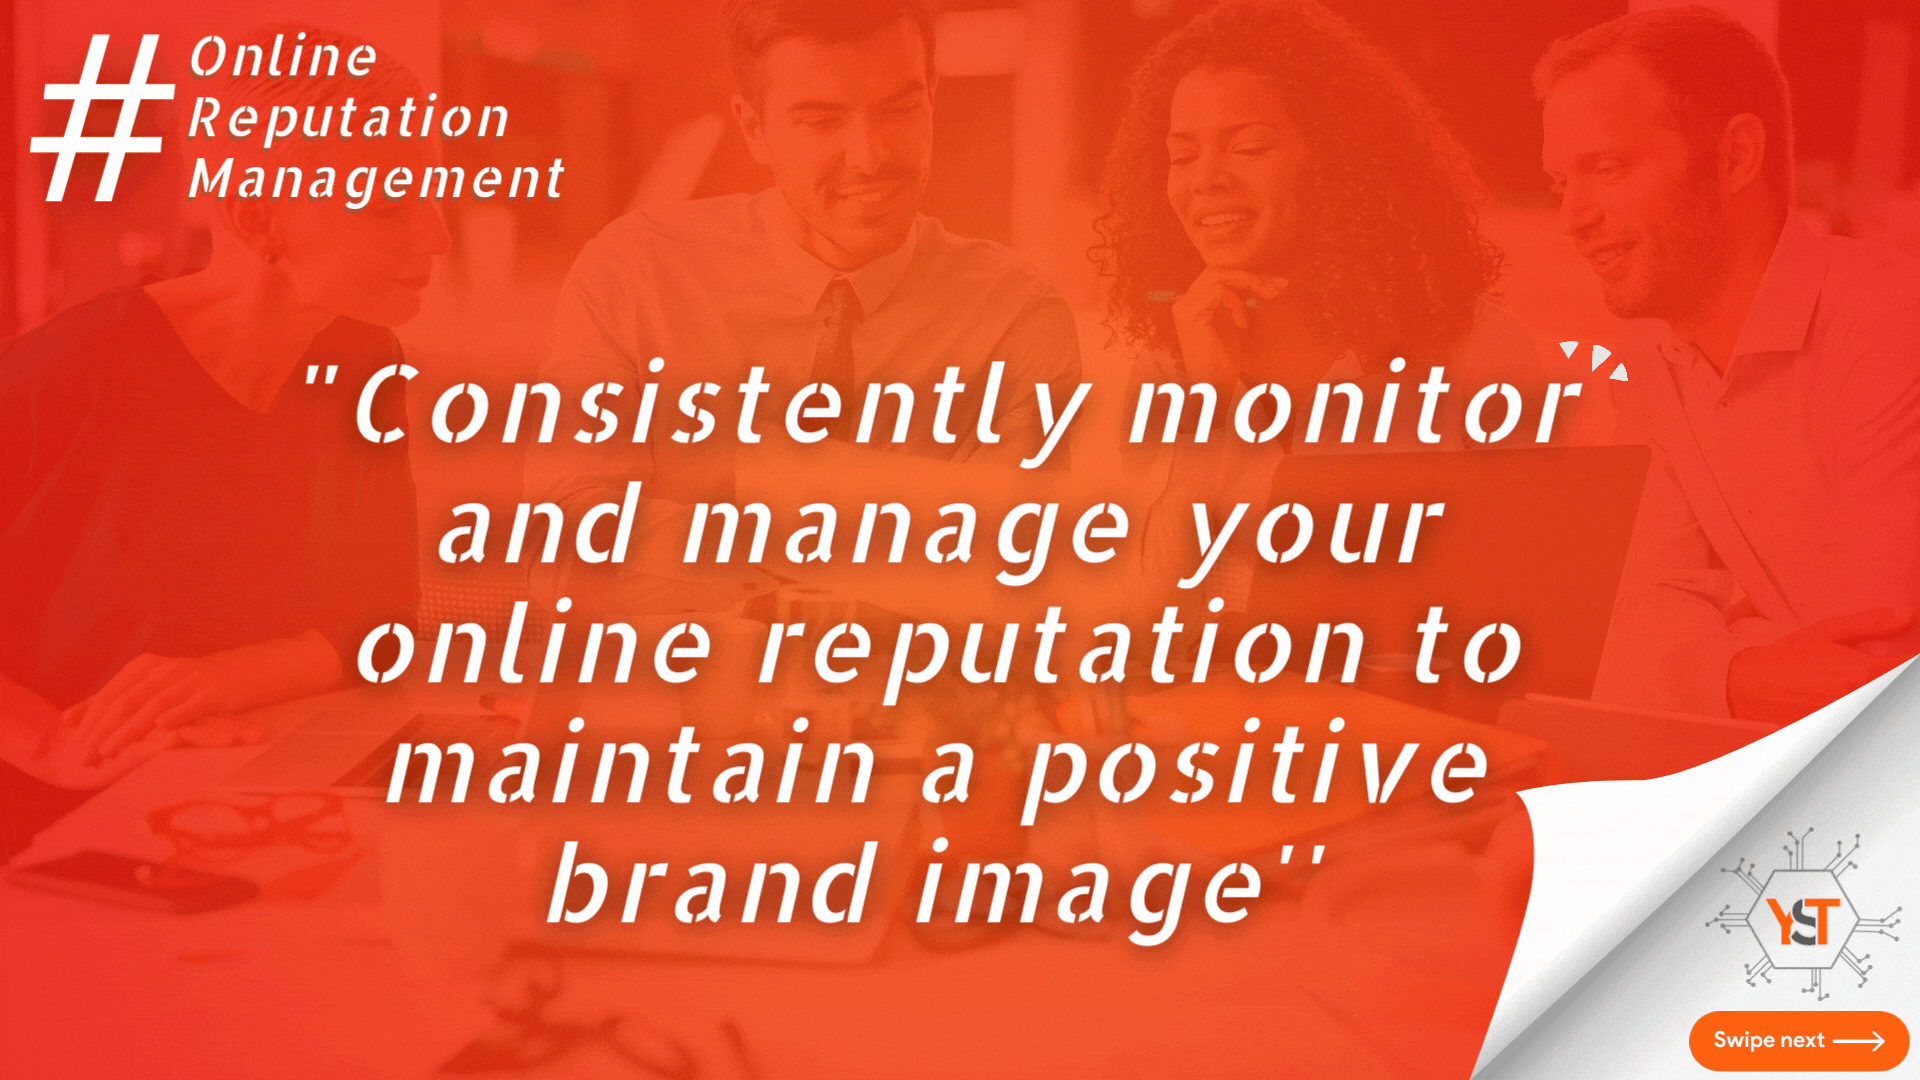 #
Online
Reputation
Management
"Consistently monitor
and manage your
online reputation to
maintain a positive
brand image''
YST
Swipe next